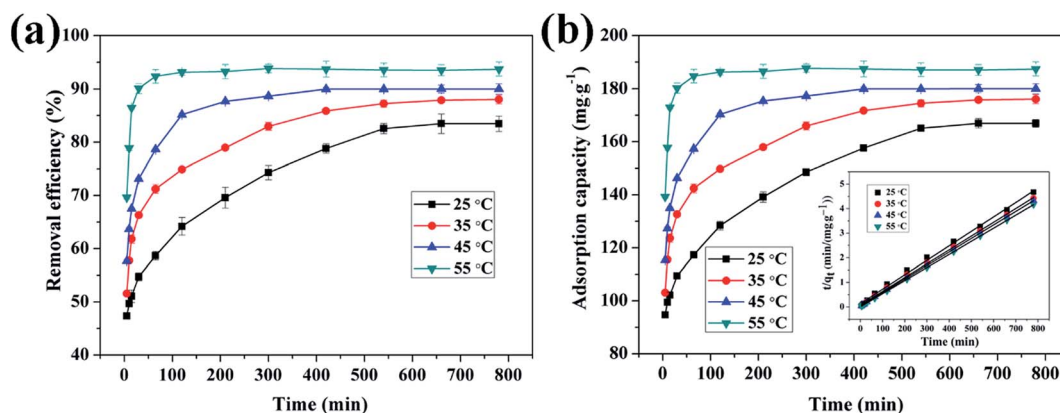 (a)
Removal efficiency (%)
100
90
80
70
60
50
40
25 °C
35 °C
45 °C
55 °C
0 100 200 300 400 500 600 700 800
Time (min)
(b)
Adsorption capacity (mg·g-1)
200
180
160
140
120
100
80
25 °C
35 °C
45 °C
55 °C
t/qt (min/mgg−1))
5
4
3
2
1
0
25 °C
35 °C
45 °C
55 °C
0 100 200 300 400 500 600 700 800
Time (min)
0 100 200 300 400 500 600 700 800
Time (min)